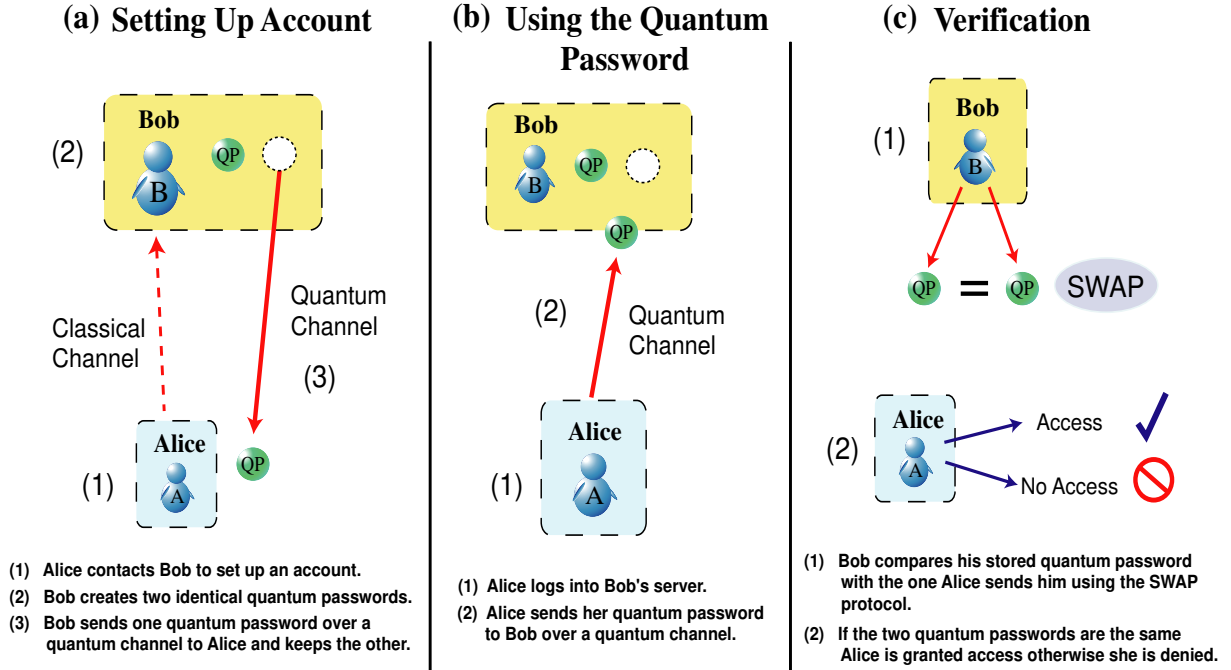 (a) Setting Up Account
(2)
Bob
B
QP
Classical
Channel
Quantum
Channel
(3)
(1)
Alice
A
QP
(1) Alice contacts Bob to set up an account.
(2) Bob creates two identical quantum passwords.
(3) Bob sends one quantum password over a
quantum channel to Alice and keeps the other.
(b) Using the Quantum
Password
Bob
B
QP
QP
(2)
Quantum
Channel
(1)
Alice
A
(1) Alice logs into Bob's server.
(2) Alice sends her quantum password
to Bob over a quantum channel.
(c) Verification
(1)
Bob
B
QP = QP SWAP
(2)
Alice
A
Access
No Access
(1) Bob compares his stored quantum password
with the one Alice sends him using the SWAP
protocol.
(2) If the two quantum passwords are the same
Alice is granted access otherwise she is denied.